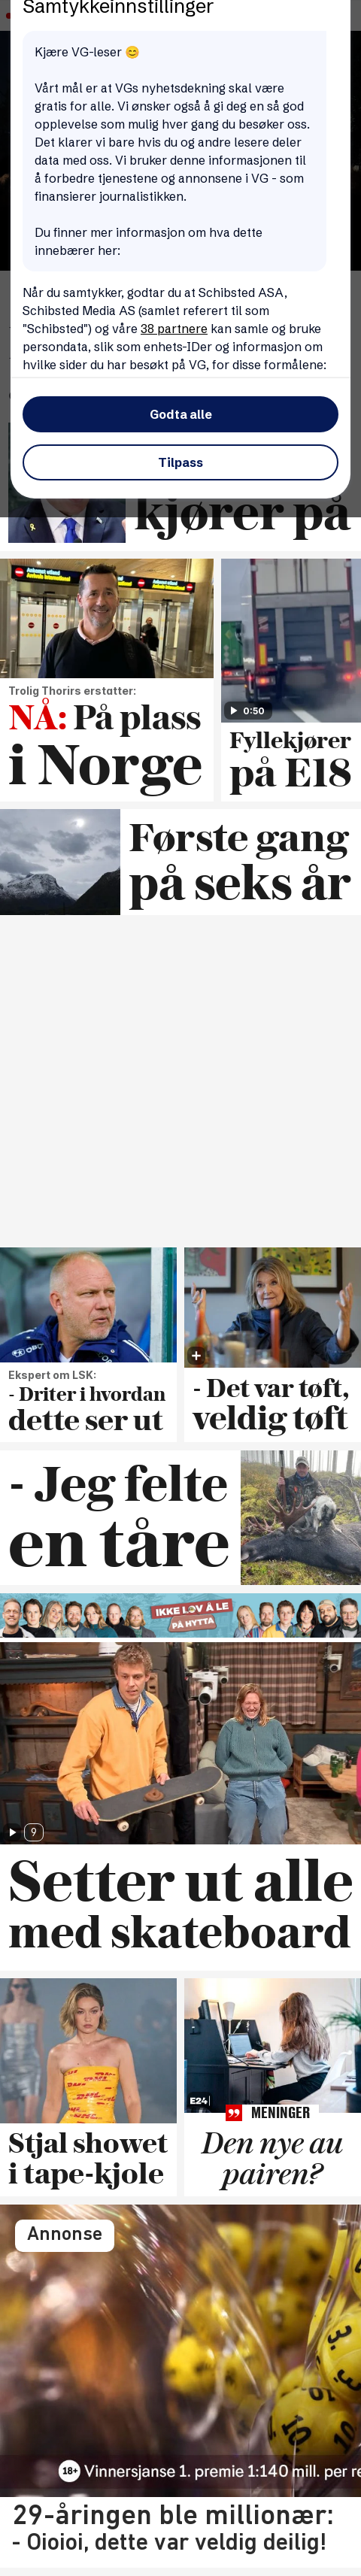 Samtykkeinnstillinger
Kjære VG-leser 😊
Vårt mål er at VGs nyhetsdekning skal være
gratis for alle. Vi ønsker også å gi deg en så god
opplevelse som mulig hver gang du besøker oss.
Det klarer vi bare hvis du og andre lesere deler
data med oss. Vi bruker denne informasjonen til
å forbedre tjenestene og annonsene i VG - som
finansierer journalistikken.
Du finner mer informasjon om hva dette
innebærer her:
Når du samtykker, godtar du at Schibsted ASA,
Schibsted Media AS (samlet referert til som
"Schibsted") og våre 38 partnere kan samle og bruke
persondata, slik som enhets-IDer og informasjon om
hvilke sider du har besøkt på VG, for disse formålene:
Godta alle
Tilpass
kjører på
Trolig Thorirs erstatter:
NÅ: På plass
i Norge
0:50
Fyllekjører
på E18
Første gang
på seks år
Ekspert om LSK:
- Driter i hvordan
dette ser ut
- Det var tøft,
veldig tøft
- Jeg felte
en tåre
IKKE LOV Å LE
PÅ HYTTA
9
Setter ut alle
med skateboard
Stjal showet
i tape-kjole
E24
MENINGER
Den nye au
pairen?
Annonse
18+ Vinnersjanse 1. premie 1:140 mill. per re
29-åringen ble millionær:
- Oioioi, dette var veldig deilig!